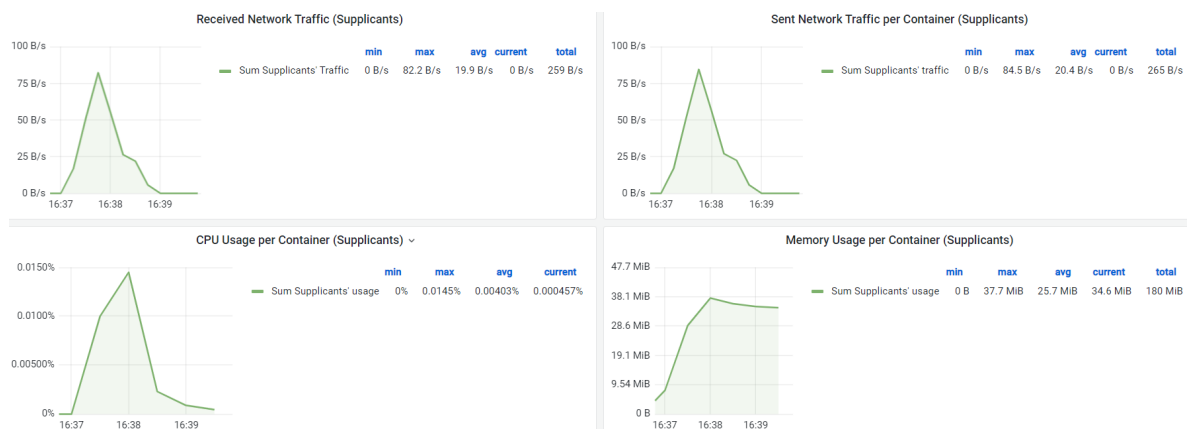 Received Network Traffic (Supplicants)
100 B/s
75 B/s
50 B/s
25 B/s
0 B/s
16:37 16:38 16:39
min max avg current total
Sum Supplicants' Traffic 0 B/s 82.2 B/s 19.9 B/s 0 B/s 259 B/s
Sent Network Traffic per Container (Supplicants)
100 B/s
75 B/s
50 B/s
25 B/s
0 B/s
16:37 16:38 16:39
min max avg current total
Sum Supplicants' traffic 0 B/s 84.5 B/s 20.4 B/s 0 B/s 265 B/s
CPU Usage per Container (Supplicants)
0.0150%
0.0100%
0.00500%
0%
16:37 16:38 16:39
min max avg current
Sum Supplicants' usage 0% 0.0145% 0.00403% 0.000457%
Memory Usage per Container (Supplicants)
47.7 MiB
38.1 MiB
28.6 MiB
19.1 MiB
9.54 MiB
0 B
16:37 16:38 16:39
min max avg current total
Sum Supplicants' usage 0 B 37.7 MiB 25.7 MiB 34.6 MiB 180 MiB